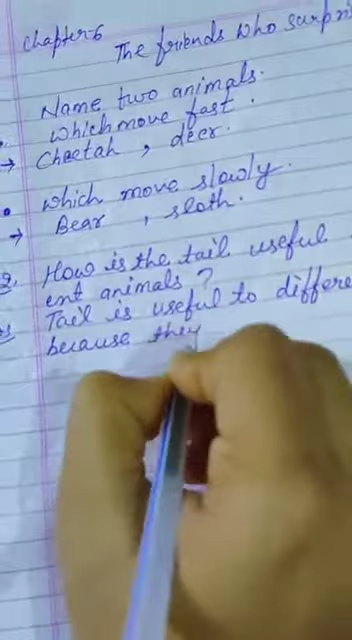 Chapter 6
The friends who surpri
Name two animals.
which move fast.
→ Cheetah, deer.
• which move slowly.
→ Bear, sloth.
2. How is the tail useful
ent animals?
Tail is useful to differe
because they